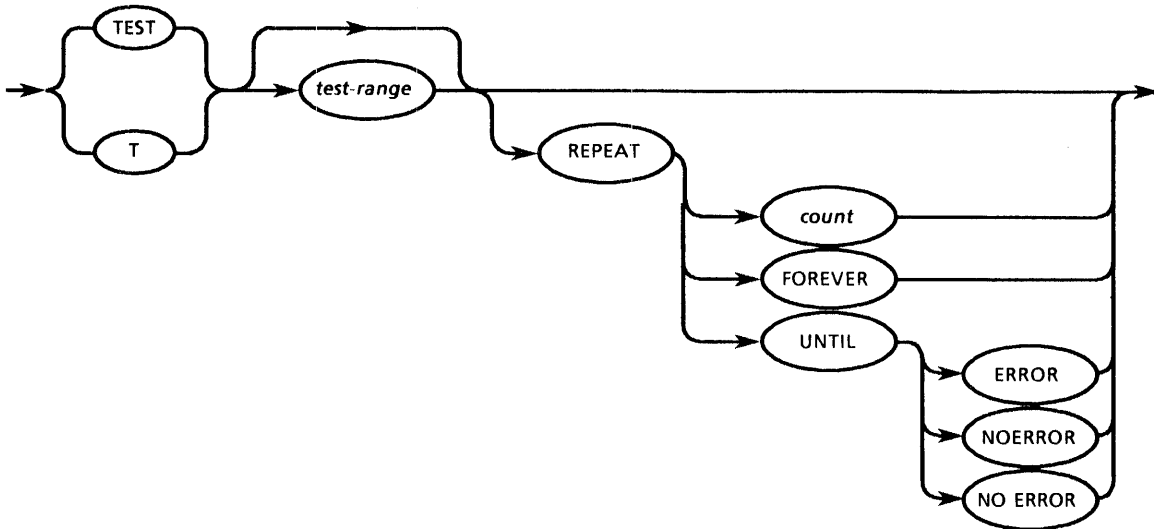 TEST
test-range
T
REPEAT
count
FOREVER
UNTIL
ERROR
NOERROR
NO ERROR